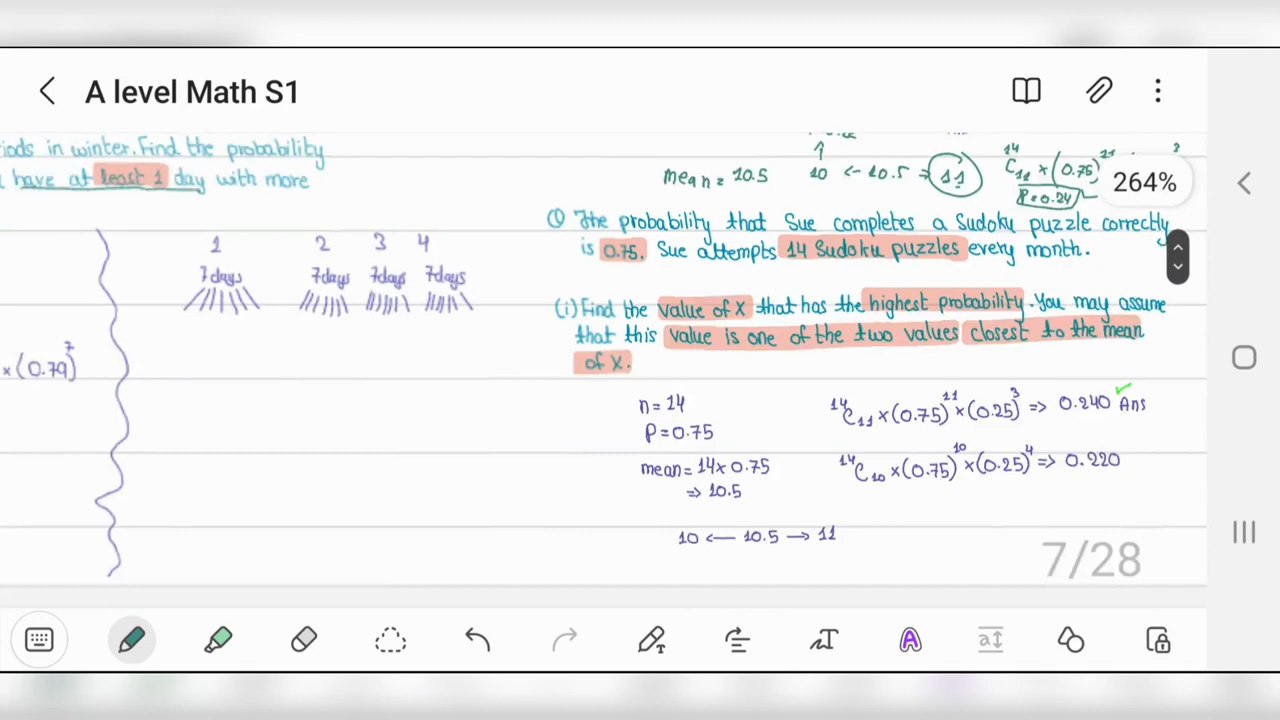 A level Math S1
iods in winter. Find the probability
have at least 1 day with more
1 2 3 4
7days 7days 7days 7days
×(0.79)⁷
mean = 10.5 10 <- 10.5 => 11
¹⁴C₁₁ × (0.75)¹¹
P=0.24
264%
(i) The probability that Sue completes a Sudoku puzzle correctly
is 0.75. Sue attempts 14 Sudoku puzzles every month.
(i) Find the value of X that has the highest probability. You may assume
that this value is one of the two values closest to the mean
of X.
n=14
P=0.75
mean= 14×0.75
=> 10.5
10 <— 10.5 —> 11
¹⁴C₁₁ ×(0.75)¹¹×(0.25)³ => 0.240 Ans
¹⁴C₁₀ ×(0.75)¹⁰×(0.25)⁴ => 0.220
7/28